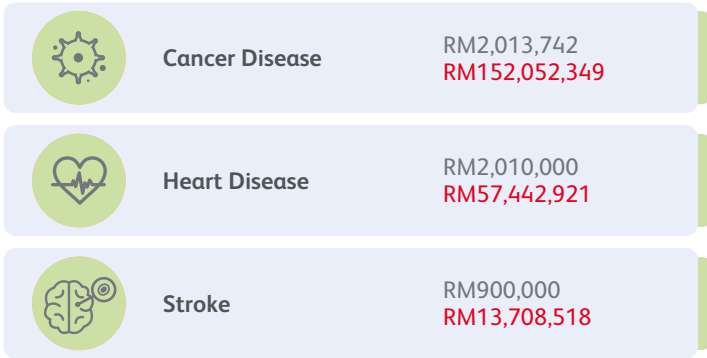 Cancer Disease
RM2,013,742
RM152,052,349
Heart Disease
RM2,010,000
RM57,442,921
Stroke
RM900,000
RM13,708,518